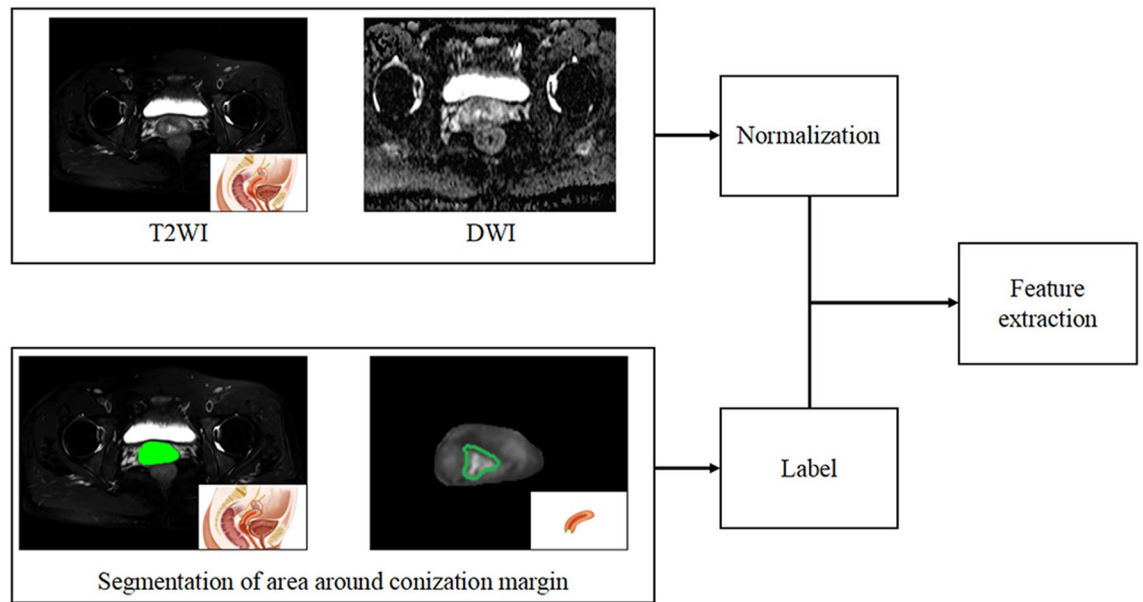 T2WI
DWI
Normalization
Feature
extraction
Segmentation of area around conization margin
Label